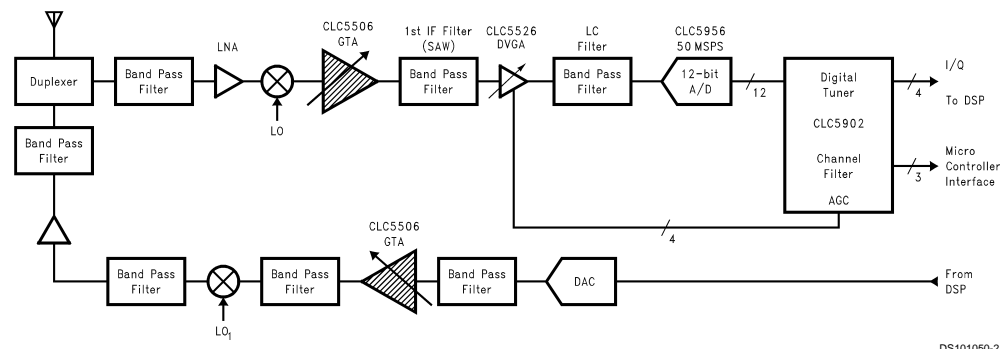 CLC5506
GTA
1st IF Filter
(SAW)
CLC5526
DVGA
LC
Filter
CLC5956
50 MSPS
LNA
Duplexer
Band Pass
Filter
LO
Band Pass
Filter
Band Pass
Filter
12-bit
A/D
12
Digital
Tuner
CLC5902
Channel
Filter
AGC
4
I/Q
To DSP
3
Micro
Controller
Interface
Band Pass
Filter
4
CLC5506
GTA
Band Pass
Filter
LO1
Band Pass
Filter
Band Pass
Filter
DAC
From
DSP
DS101050-2